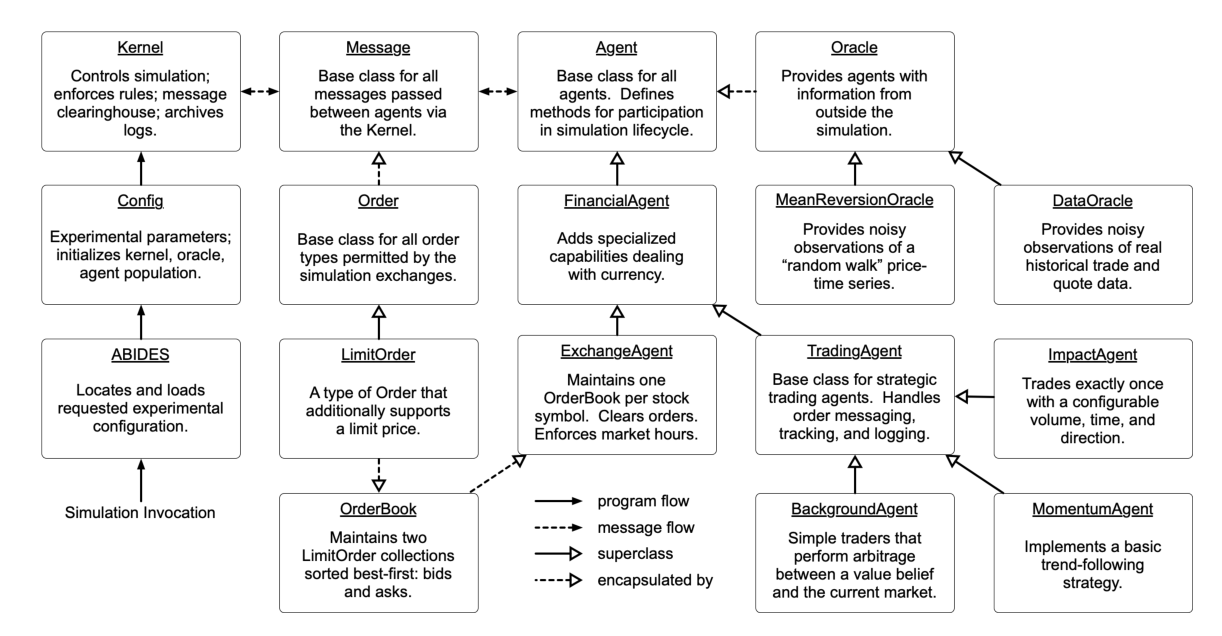 Kernel
Controls simulation;
enforces rules; message
clearinghouse; archives
logs.
Message
Base class for all
messages passed
between agents via
the Kernel.
Agent
Base class for all
agents.  Defines
methods for participation
in simulation lifecycle.
Oracle
Provides agents with
information from
outside the
simulation.
Config
Experimental parameters;
initializes kernel, oracle,
agent population.
Order
Base class for all order
types permitted by the
simulation exchanges.
FinancialAgent
Adds specialized
capabilities dealing
with currency.
MeanReversionOracle
Provides noisy
observations of a
“random walk” price-
time series.
DataOracle
Provides noisy
observations of real
historical trade and
quote data.
ABIDES
Locates and loads
requested experimental
configuration.
LimitOrder
A type of Order that
additionally supports
a limit price.
ExchangeAgent
Maintains one
OrderBook per stock
symbol.  Clears orders.
Enforces market hours.
TradingAgent
Base class for strategic
trading agents.  Handles
order messaging,
tracking, and logging.
ImpactAgent
Trades exactly once
with a configurable
volume, time, and
direction.
Simulation Invocation
OrderBook
Maintains two
LimitOrder collections
sorted best-first: bids
and asks.
program flow
message flow
superclass
encapsulated by
BackgroundAgent
Simple traders that
perform arbitrage
between a value belief
and the current market.
MomentumAgent
Implements a basic
trend-following
strategy.